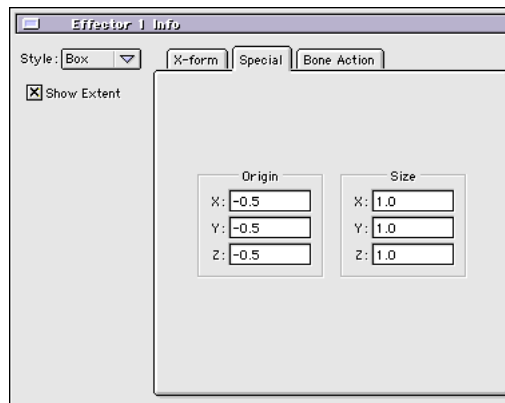 Effector 1 Info
Style: Box
X-form
Special
Bone Action
Show Extent
Origin
Size
X: -0.5
X: 1.0
Y: -0.5
Y: 1.0
Z: -0.5
Z: 1.0